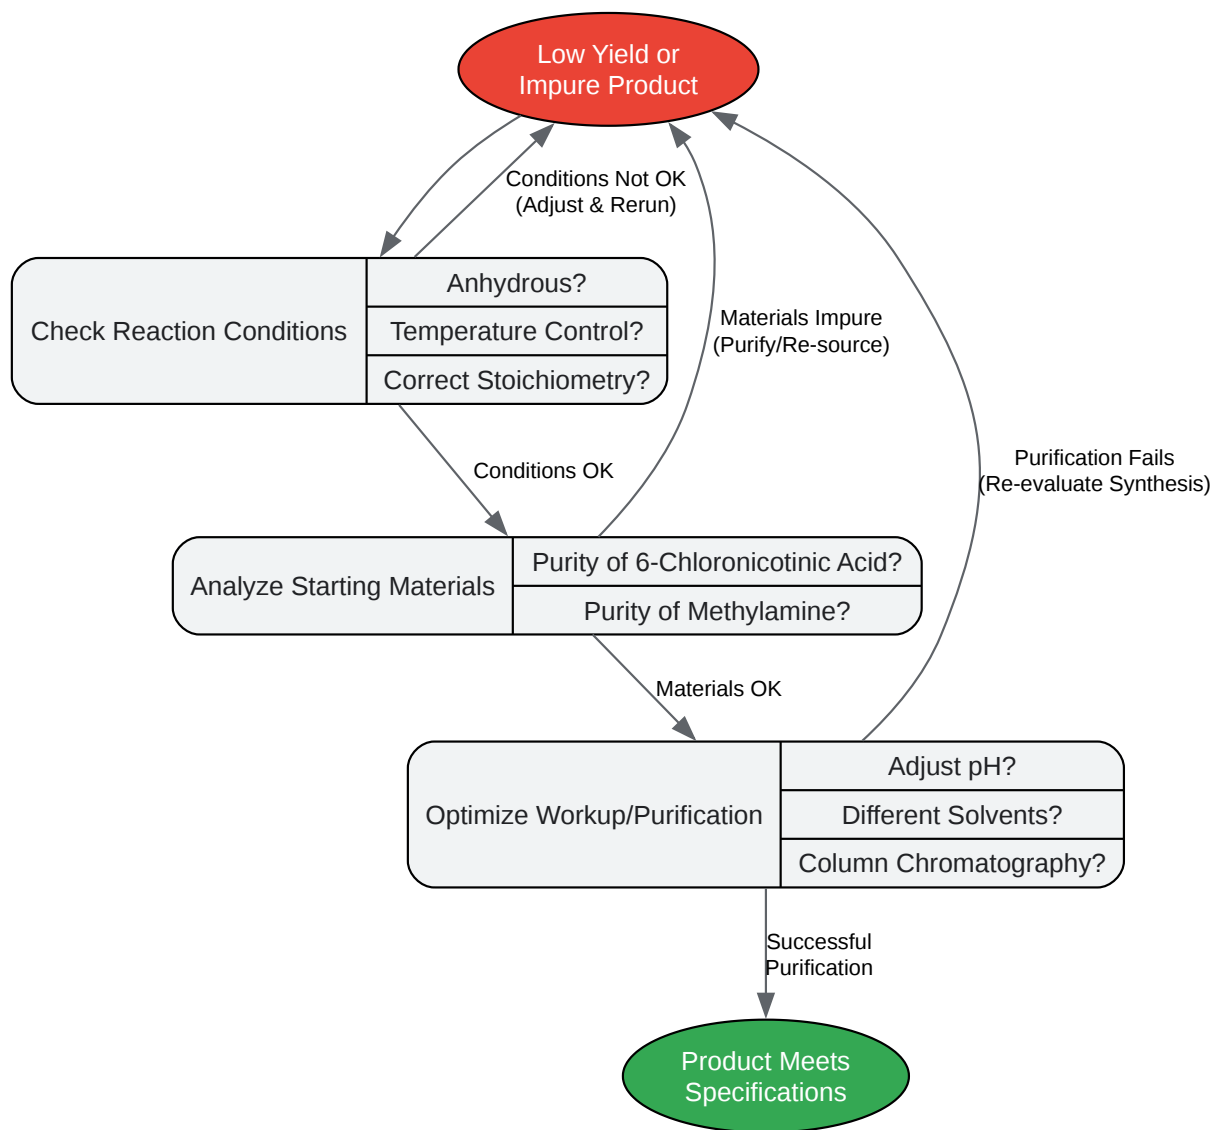 Low Yield or
Impure Product
Conditions Not OK
(Adjust & Rerun)
Check Reaction Conditions
Anhydrous?
Temperature Control?
Correct Stoichiometry?
Materials Impure
(Purify/Re-source)
Conditions OK
Purification Fails
(Re-evaluate Synthesis)
Analyze Starting Materials
Purity of 6-Chloronicotinic Acid?
Purity of Methylamine?
Materials OK
Optimize Workup/Purification
Adjust pH?
Different Solvents?
Column Chromatography?
Successful
Purification
Product Meets
Specifications